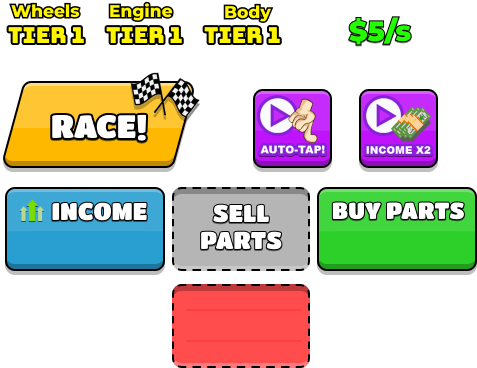 Wheels Engine Body
TIER 1 TIER 1 TIER 1
$5/s
RACE!
AUTO-TAP! INCOME X2
INCOME
SELL
PARTS
BUY PARTS